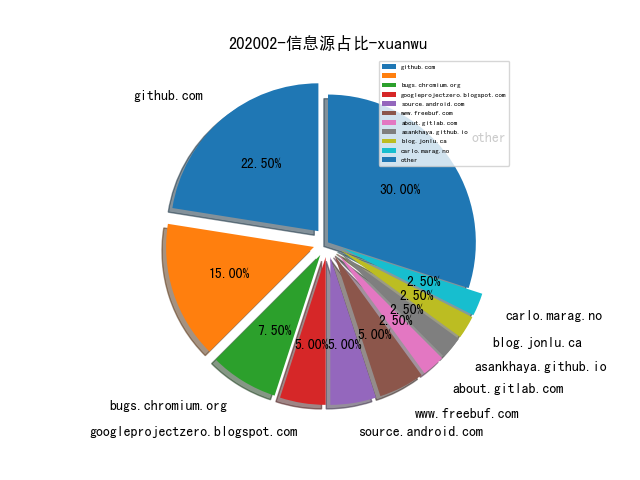 202002-信息源占比-xuanwu
github.com
bugs.chromium.org
googleprojectzero.blogspot.com
source.android.com
www.freebuf.com
about.gitlab.com
asankhaya.github.io
blog.jonlu.ca
carlo.marag.no
other
github.com
other
22.50%
30.00%
15.00%
7.50%
5.00%
5.00%
5.00%
2.50%
2.50%
2.50%
2.50%
carlo.marag.no
blog.jonlu.ca
asankhaya.github.io
about.gitlab.com
bugs.chromium.org
www.freebuf.com
googleprojectzero.blogspot.com
source.android.com